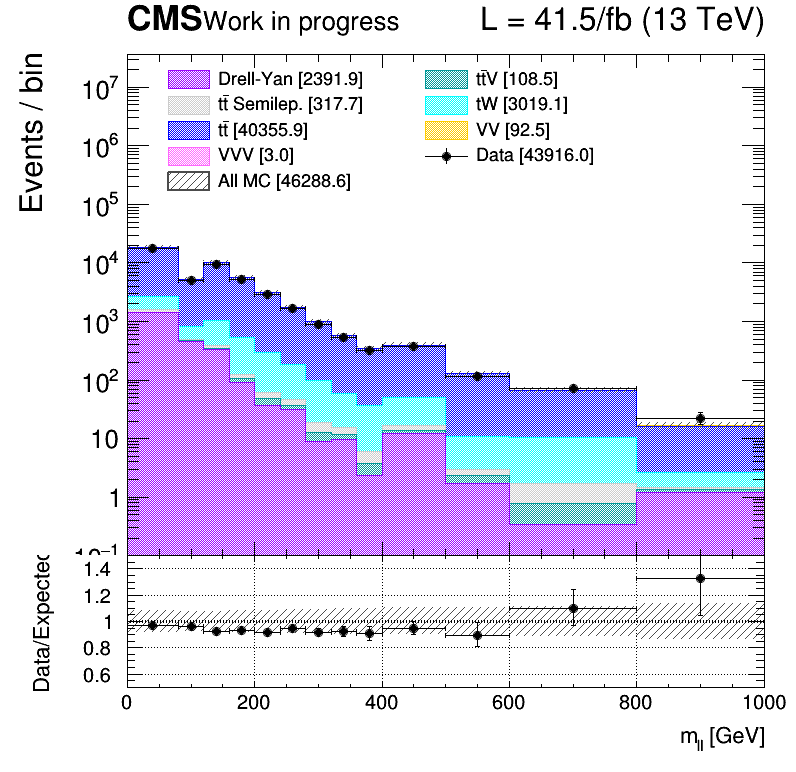 CMS Work in progress L = 41.5/fb (13 TeV)
Events / bin
Drell-Yan [2391.9] tt̄V [108.5]
tt̄ Semilep. [317.7] tW [3019.1]
tt̄ [40355.9] VV [92.5]
VVV [3.0] Data [43916.0]
All MC [46288.6]
10⁷
10⁶
10⁵
10⁴
10³
10²
10
1
10⁻¹
Data/Expected
1.4
1.2
1
0.8
0.6
0 200 400 600 800 1000
m_ll [GeV]